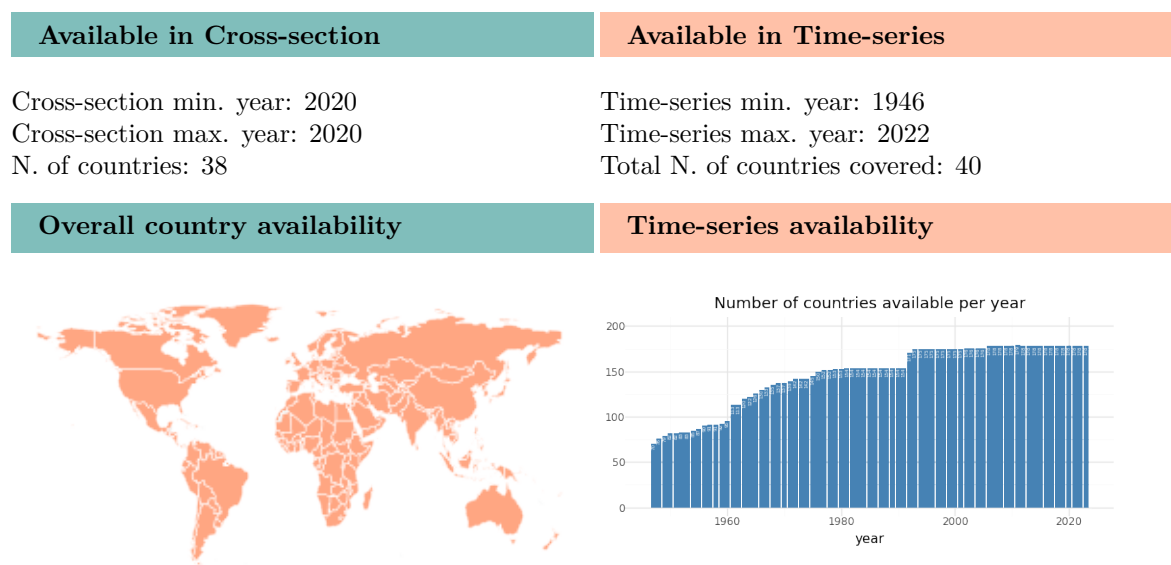 Available in Cross-section
Available in Time-series
Cross-section min. year: 2020
Cross-section max. year: 2020
N. of countries: 38
Time-series min. year: 1946
Time-series max. year: 2022
Total N. of countries covered: 40
Overall country availability
Time-series availability
Number of countries available per year
200
150
100
50
0
1960 1980 2000 2020
year